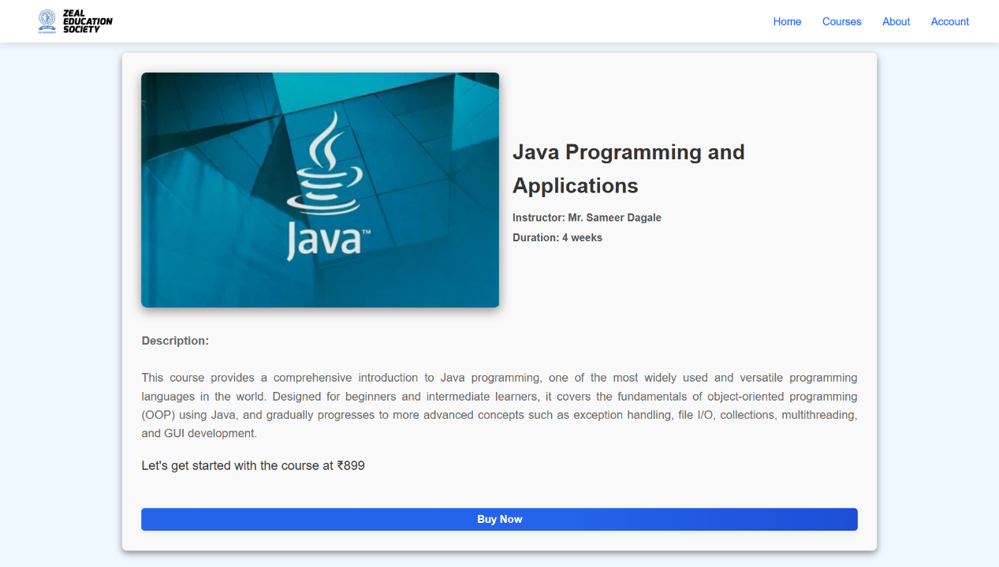 ZEAL
EDUCATION
SOCIETY
Home Courses About Account
Java™
Java Programming and
Applications
Instructor: Mr. Sameer Dagale
Duration: 4 weeks
Description:
This course provides a comprehensive introduction to Java programming, one of the most widely used and versatile programming
languages in the world. Designed for beginners and intermediate learners, it covers the fundamentals of object-oriented programming
(OOP) using Java, and gradually progresses to more advanced concepts such as exception handling, file I/O, collections, multithreading,
and GUI development.
Let's get started with the course at ₹899
Buy Now